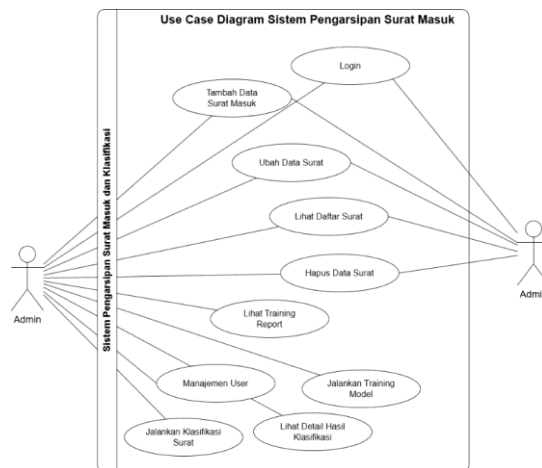 Use Case Diagram Sistem Pengarsipan Surat Masuk
Sistem Pengarsipan Surat Masuk dan Klasifikasi
Login
Tambah Data
Surat Masuk
Ubah Data Surat
Lihat Daftar Surat
Hapus Data Surat
Lihat Training
Report
Manajemen User
Jalankan Training
Model
Jalankan Klasifikasi
Surat
Lihat Detail Hasil
Klasifikasi
Admin
Admi